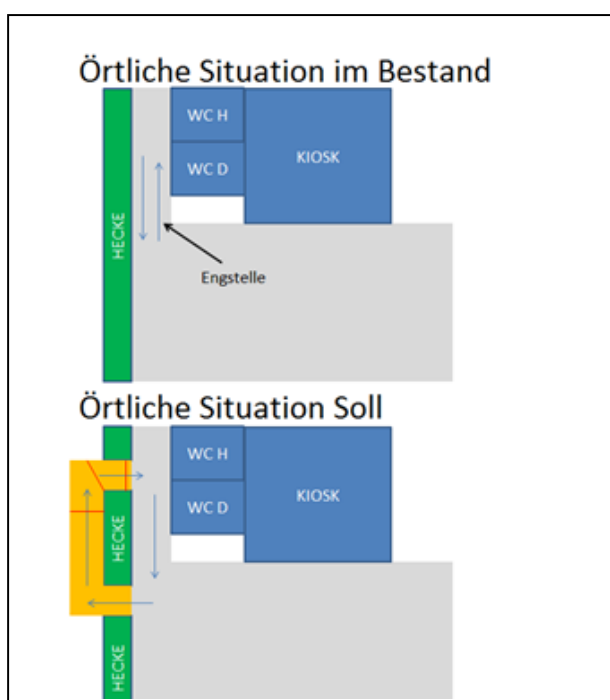 Örtliche Situation im Bestand
WC H
WC D
KIOSK
HECKE
Engstelle
Örtliche Situation Soll
WC H
WC D
KIOSK
HECKE
HECKE